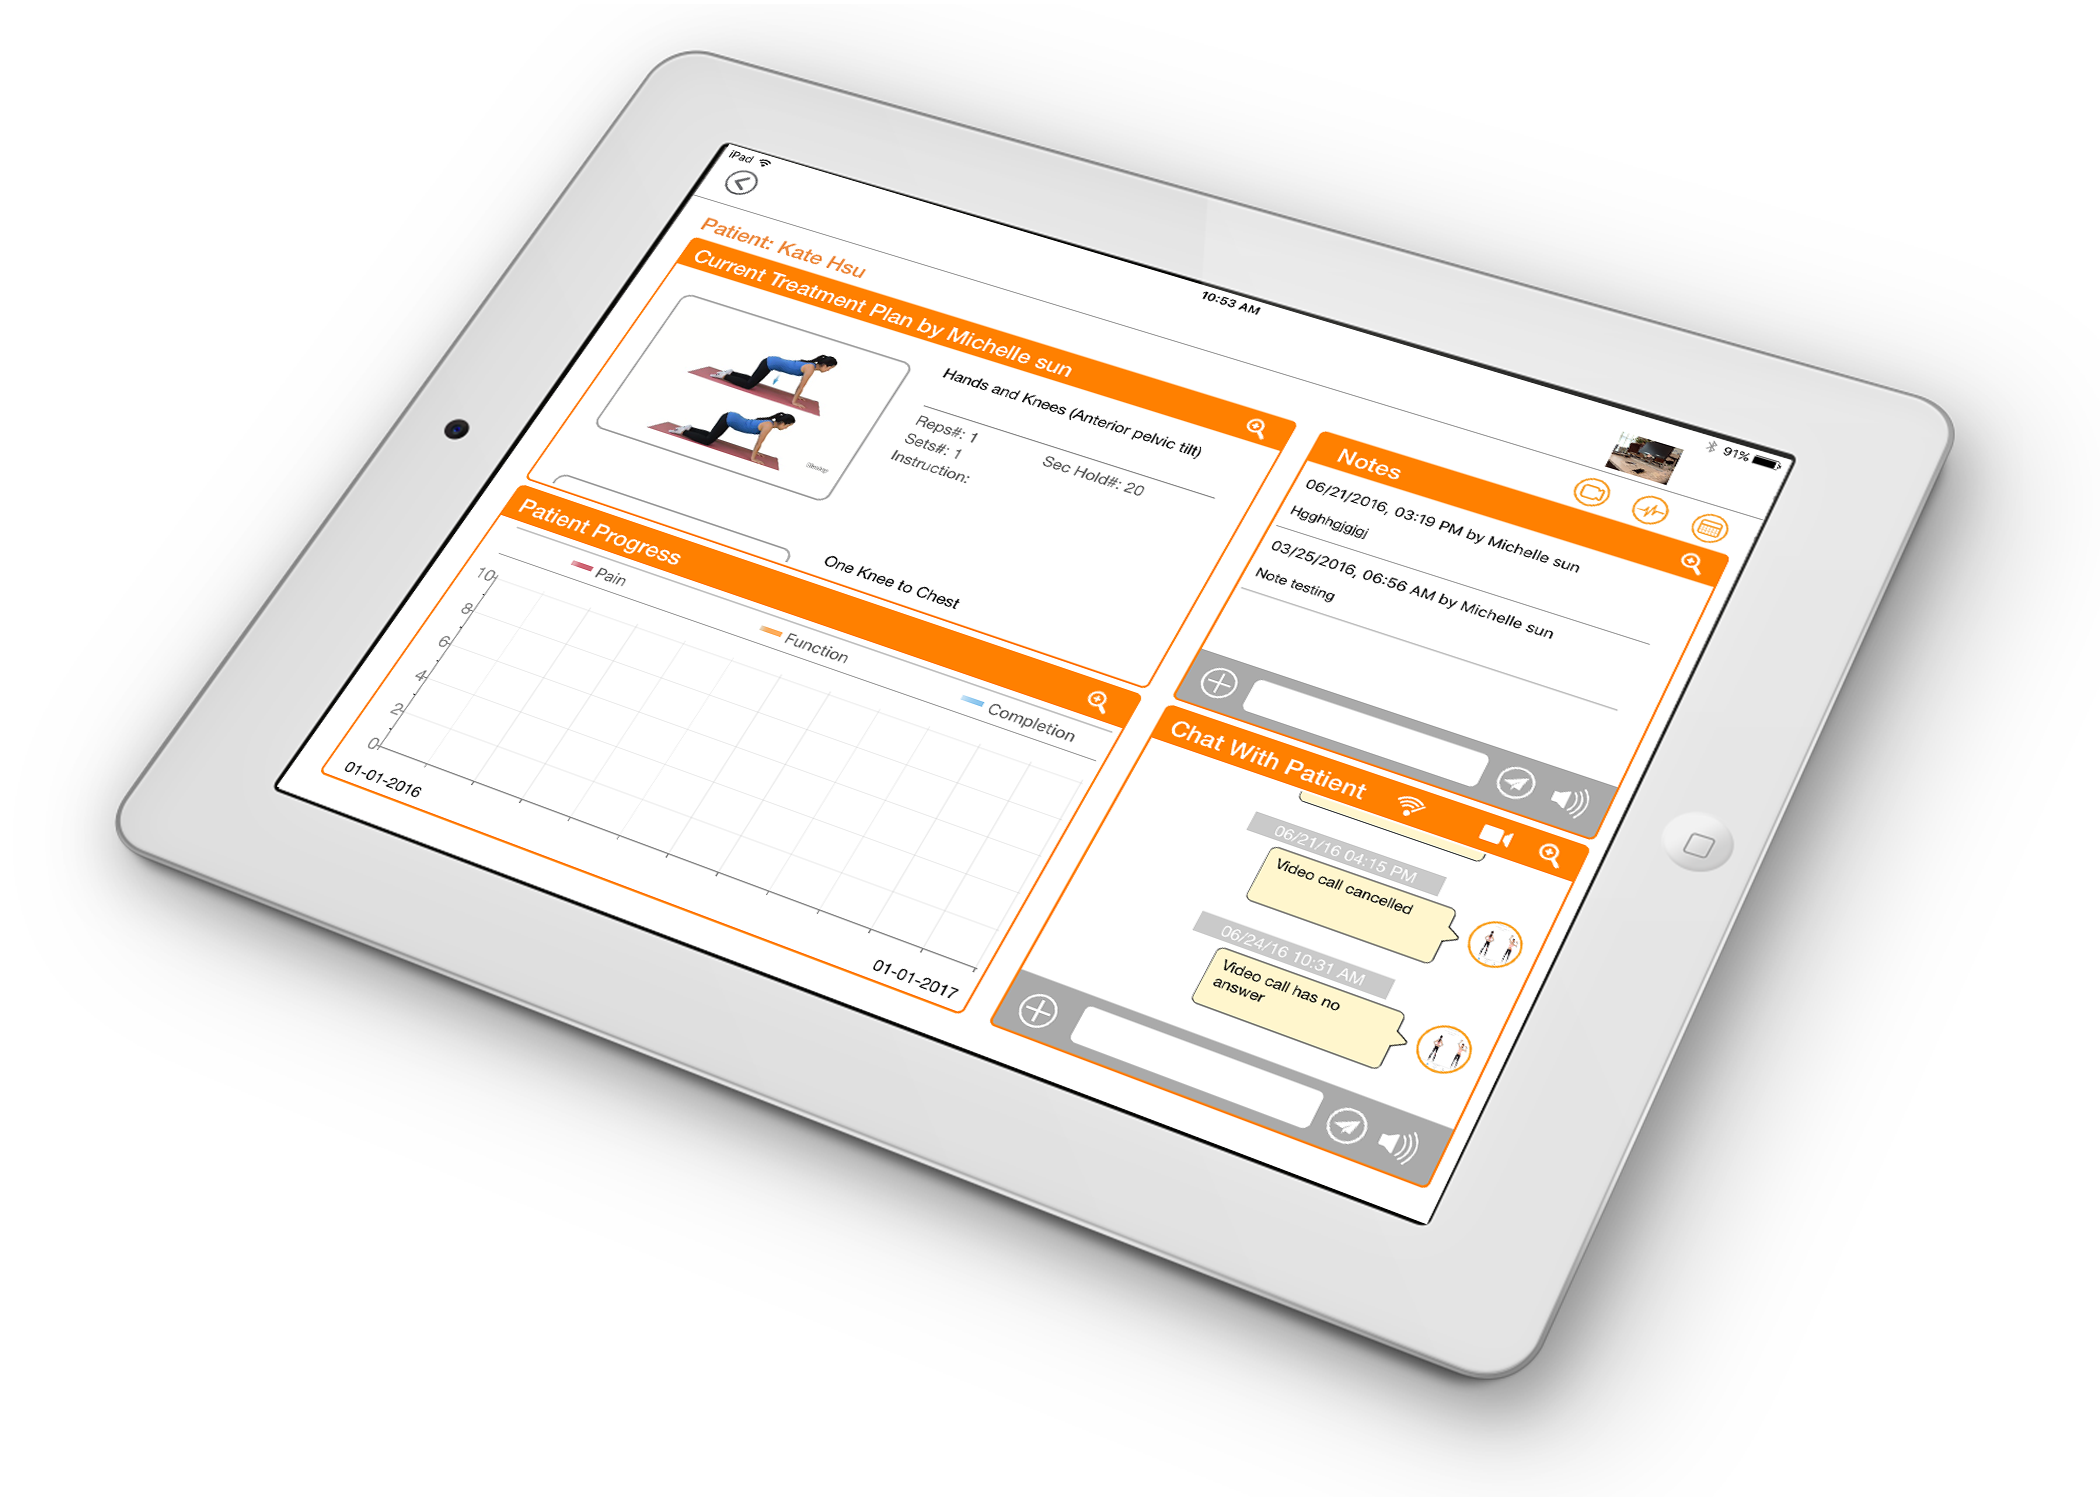 iPad
10:53 AM
91%
Patient: Kate Hsu
Current Treatment Plan by Michelle sun
Hands and Knees (Anterior pelvic tilt)
Reps#: 1
Sets#: 1
Sec Hold#: 20
Instruction:
One Knee to Chest
Patient Progress
Pain
Function
Completion
10
8
6
4
2
0
01-01-2016
01-01-2017
Notes
06/21/2016, 03:19 PM by Michelle sun
Hgghhgjgjgj
03/25/2016, 06:56 AM by Michelle sun
Note testing
Chat With Patient
06/21/16 04:15 PM
Video call cancelled
06/24/16 10:31 AM
Video call has no
answer